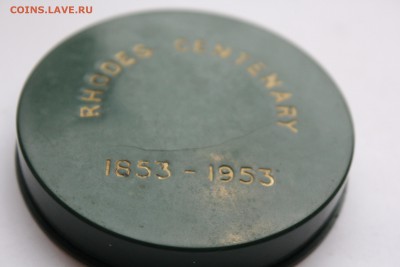 COINS.LAVE.RU
RHODES CENTENARY
1853 - 1953